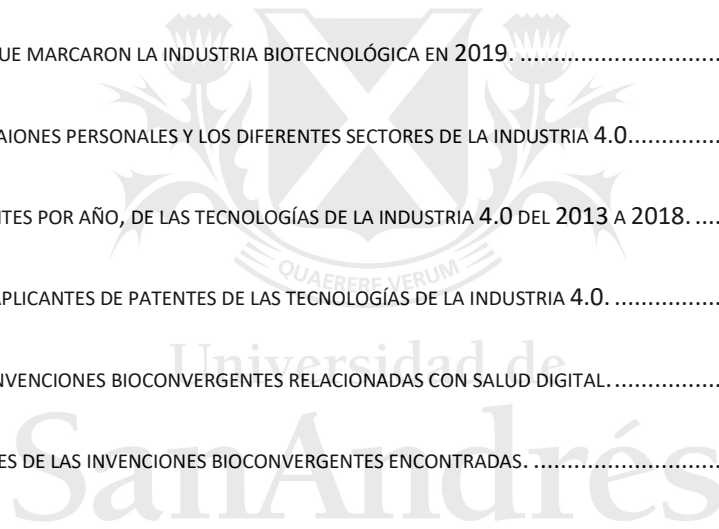 UE MARCARON LA INDUSTRIA BIOTECNOLÓGICA EN 2019. ..............................
AIONES PERSONALES Y LOS DIFERENTES SECTORES DE LA INDUSTRIA 4.0..............
TES POR AÑO, DE LAS TECNOLOGÍAS DE LA INDUSTRIA 4.0 DEL 2013 A 2018. ....
QUAERERE VERUM
PLICANTES DE PATENTES DE LAS TECNOLOGÍAS DE LA INDUSTRIA 4.0. ................
Universidad de
NVENCIONES BIOCONVERGENTES RELACIONADAS CON SALUD DIGITAL.................
SanAndrés
ES DE LAS INVENCIONES BIOCONVERGENTES ENCONTRADAS. ...........................